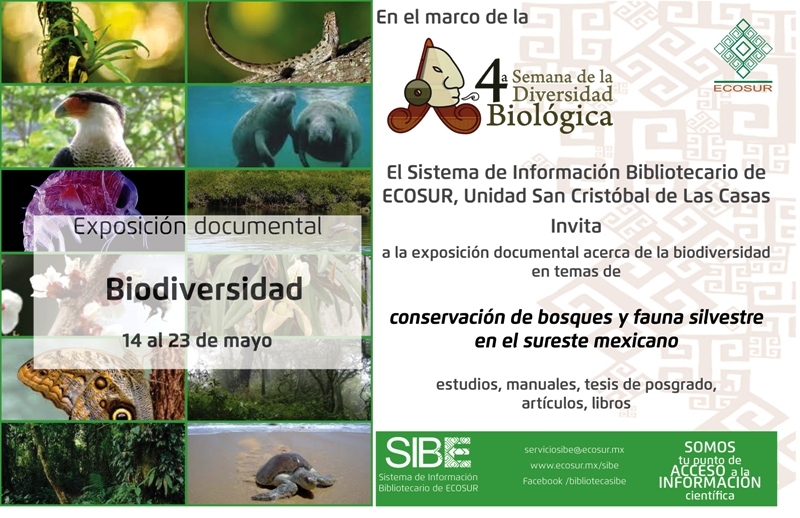 Exposición documental
Biodiversidad
14 al 23 de mayo
En el marco de la
4a Semana de la
Diversidad
Biológica
ECOSUR
El Sistema de Información Bibliotecario de
ECOSUR, Unidad San Cristóbal de Las Casas
Invita
a la exposición documental acerca de la biodiversidad
en temas de
conservación de bosques y fauna silvestre
en el sureste mexicano
estudios, manuales, tesis de posgrado,
artículos, libros
SIBE
Sistema de Información
Bibliotecario de ECOSUR
serviciosibe@ecosur.mx
www.ecosur.mx/sibe
Facebook /bibliotecasibe
SOMOS
tu punto de
ACCESO a la
INFORMACIÓN
científica